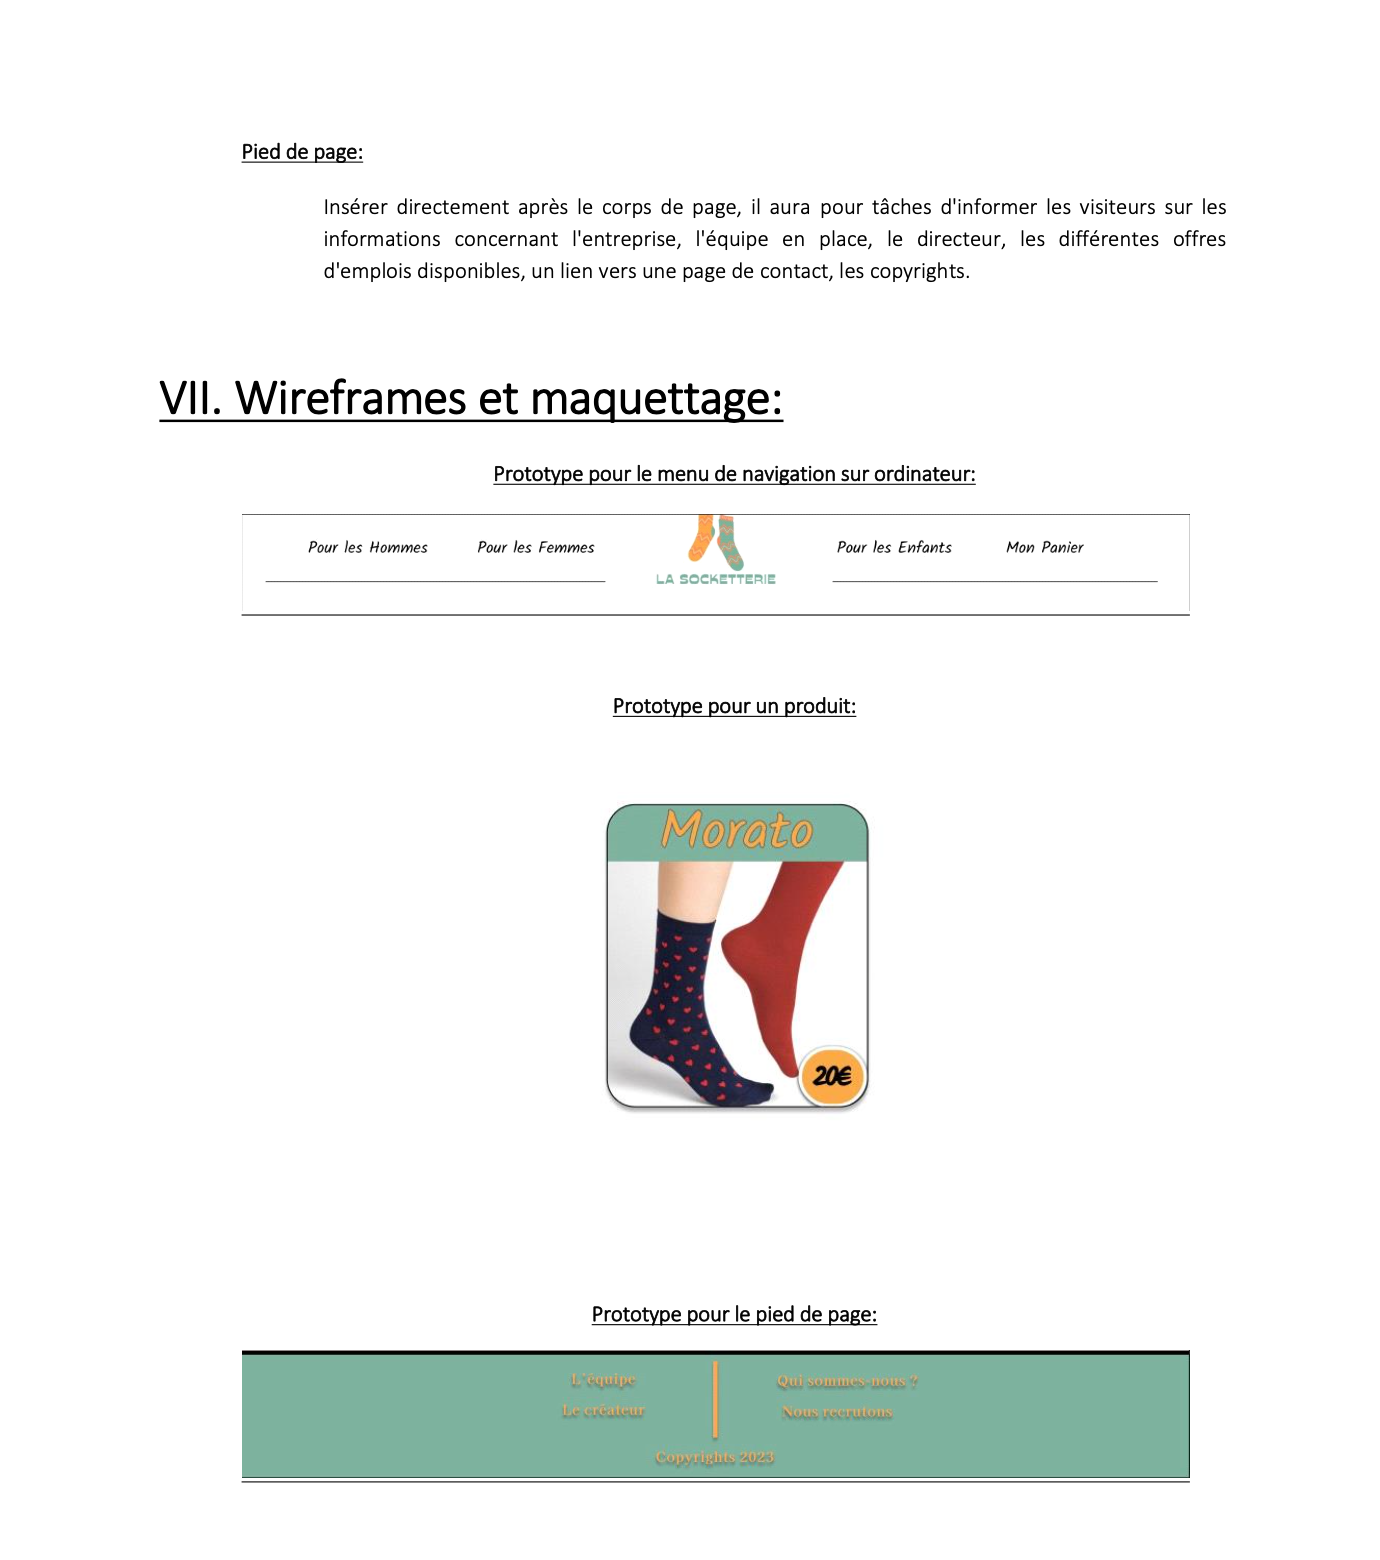 Pied de page:
Insérer directement après le corps de page, il aura pour tâches d'informer les visiteurs sur les
informations concernant l'entreprise, l'équipe en place, le directeur, les différentes offres
d'emplois disponibles, un lien vers une page de contact, les copyrights.
VII. Wireframes et maquettage:
Prototype pour le menu de navigation sur ordinateur:
Pour les Hommes Pour les Femmes Pour les Enfants Mon Panier
LA SOCKETTERIE
Prototype pour un produit:
Morato
20€
Prototype pour le pied de page:
L'équipe Qui sommes-nous ?
Le créateur Nous recrutons
Copyrights 2023